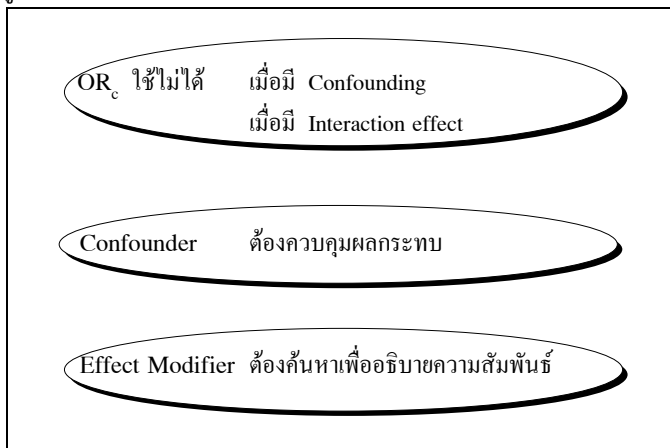 ORc ใช้ไม่ได้ เมื่อมี Confounding
เมื่อมี Interaction effect
Confounder ต้องควบคุมผลกระทบ
Effect Modifier ต้องค้นหาเพื่ออธิบายความสัมพันธ์